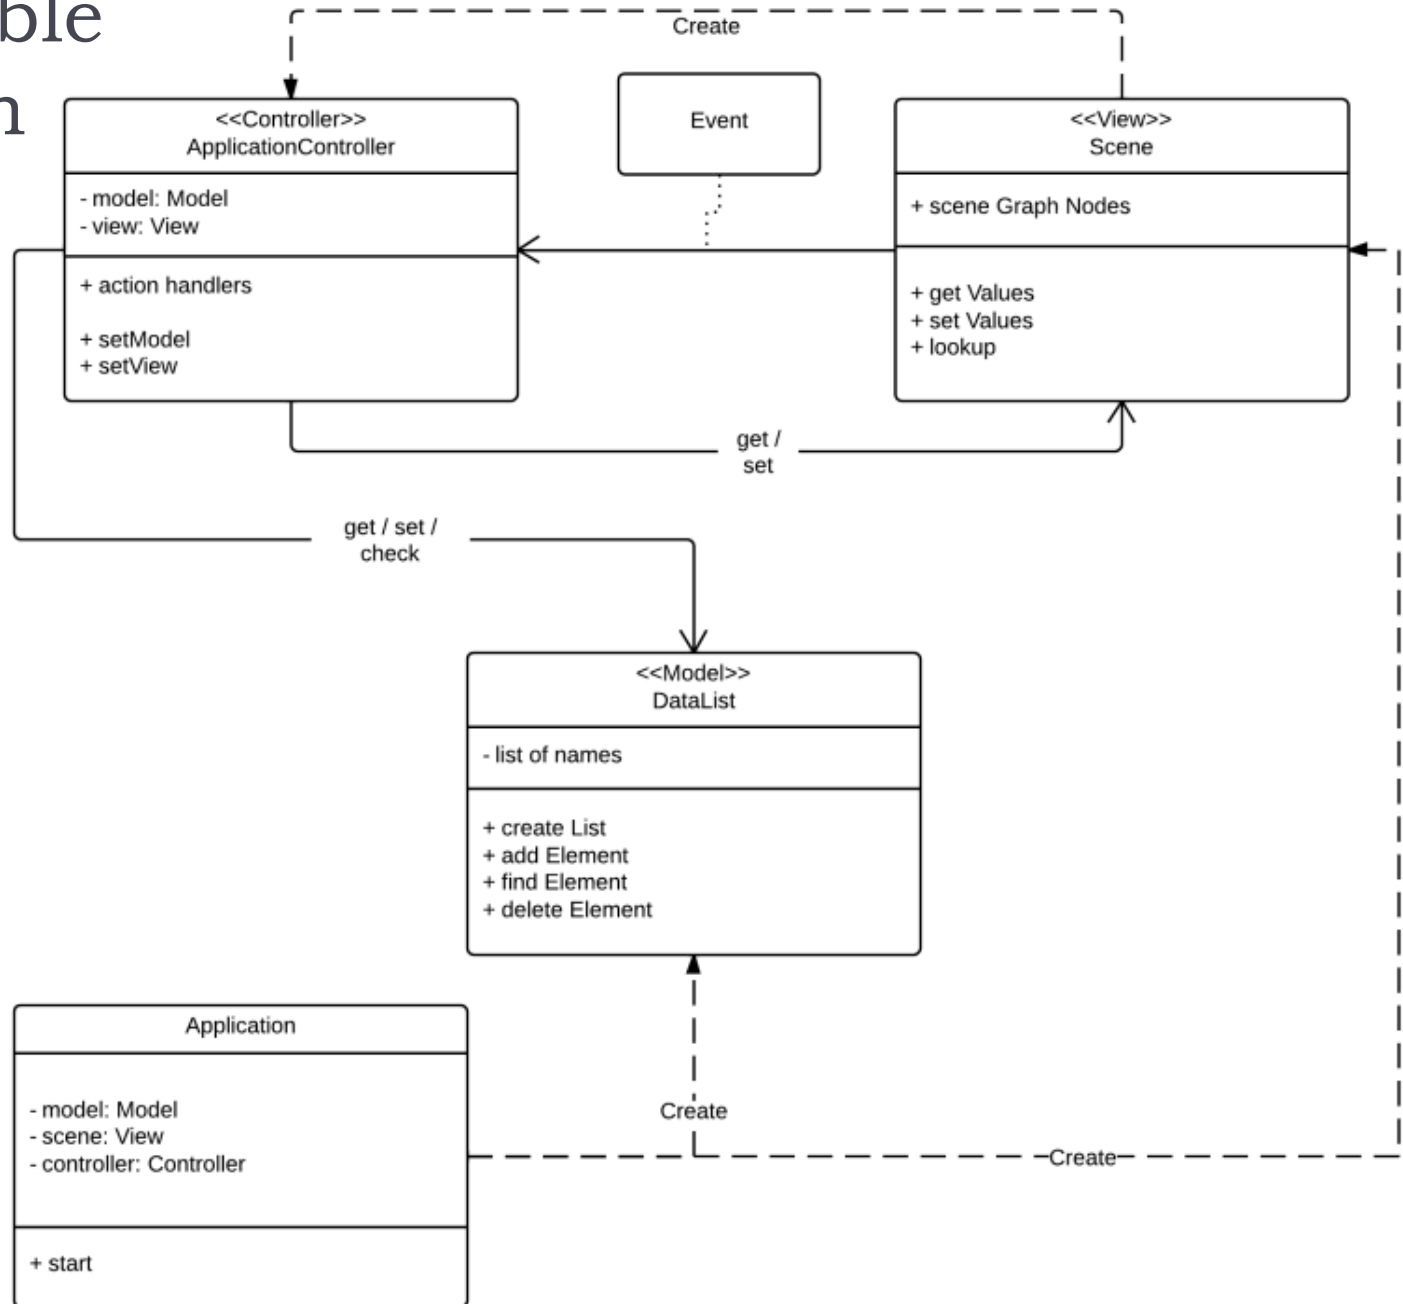 ble
n
Create
<<Controller>>
ApplicationController
- model: Model
- view: View
+ action handlers
+ setModel
+ setView
Event
<<View>>
Scene
+ scene Graph Nodes
+ get Values
+ set Values
+ lookup
get /
set
get / set /
check
<<Model>>
DataList
- list of names
+ create List
+ add Element
+ find Element
+ delete Element
Application
- model: Model
- scene: View
- controller: Controller
+ start
Create
Create